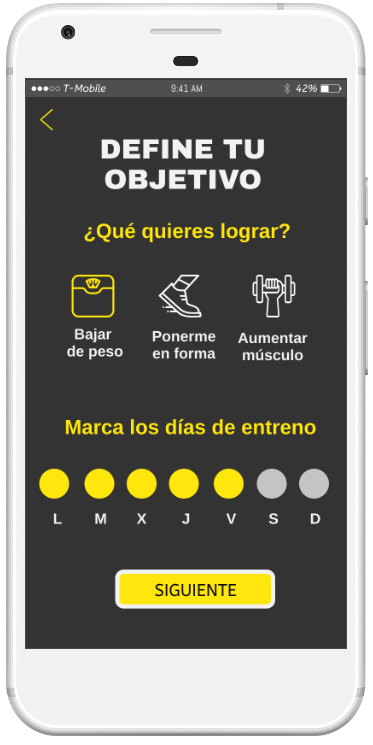 T-Mobile 9:41 AM 42%
DEFINE TU
OBJETIVO
¿Qué quieres lograr?
Bajar
de peso
Ponerme
en forma
Aumentar
músculo
Marca los días de entreno
L M X J V S D
SIGUIENTE